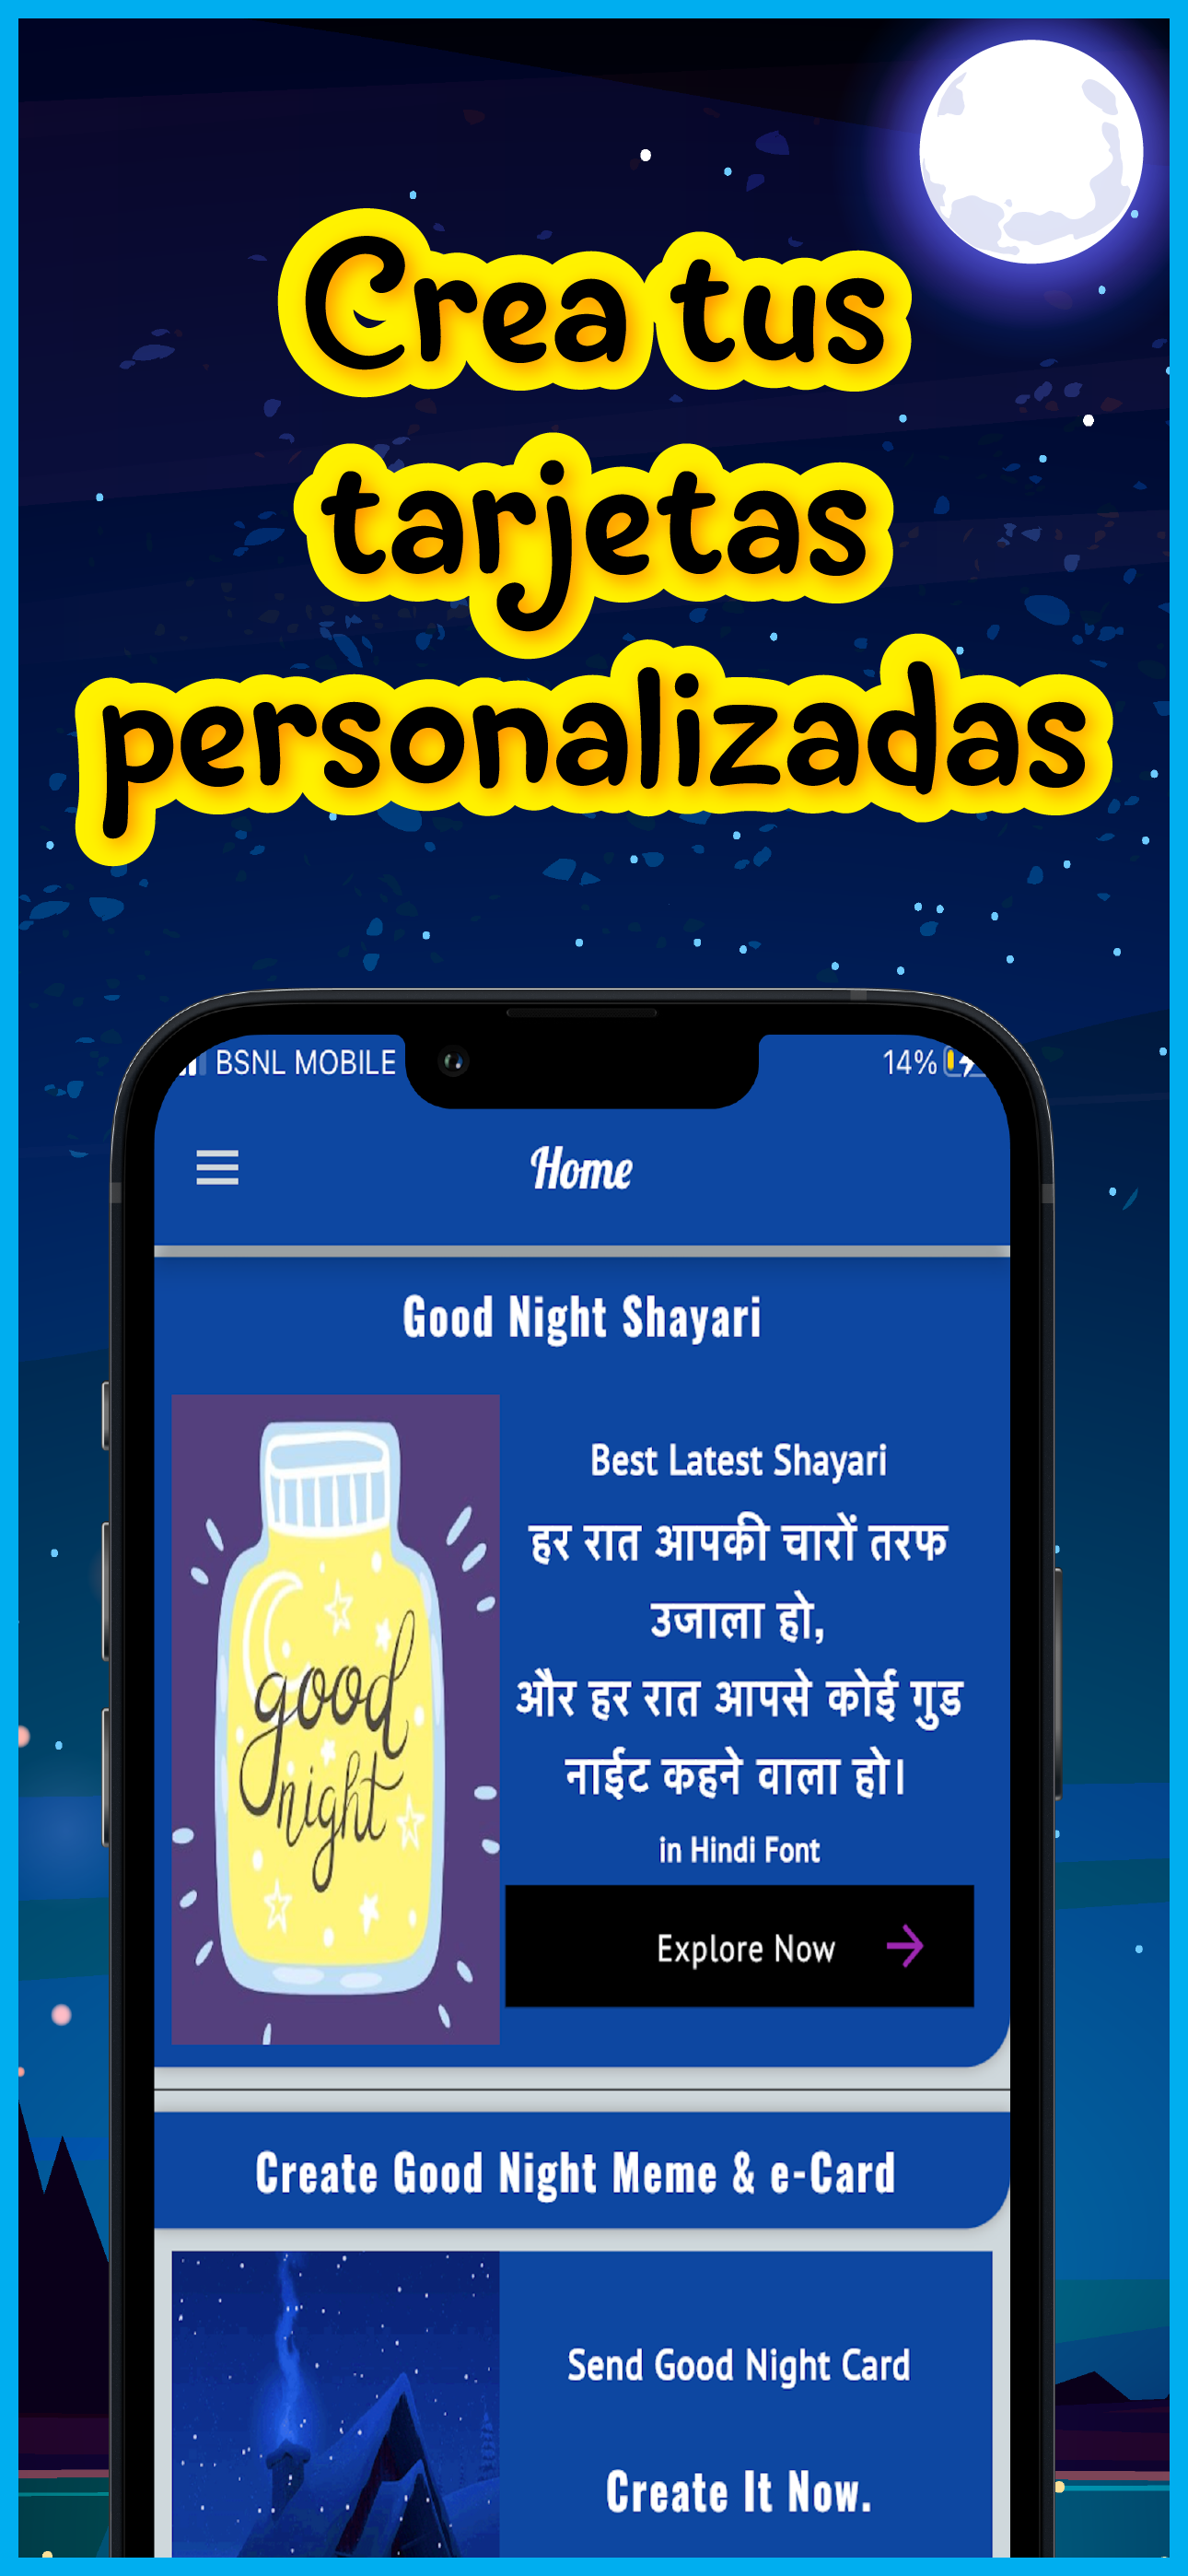 Crea tus
tarjetas
personalizadas
BSNL MOBILE
14%
Home
Good Night Shayari
good
night
Best Latest Shayari
हर रात आपकी चारों तरफ
उजाला हो,
और हर रात आपसे कोई गुड
नाईट कहने वाला हो।
in Hindi Font
Explore Now
Create Good Night Meme & e-Card
Send Good Night Card
Create It Now.